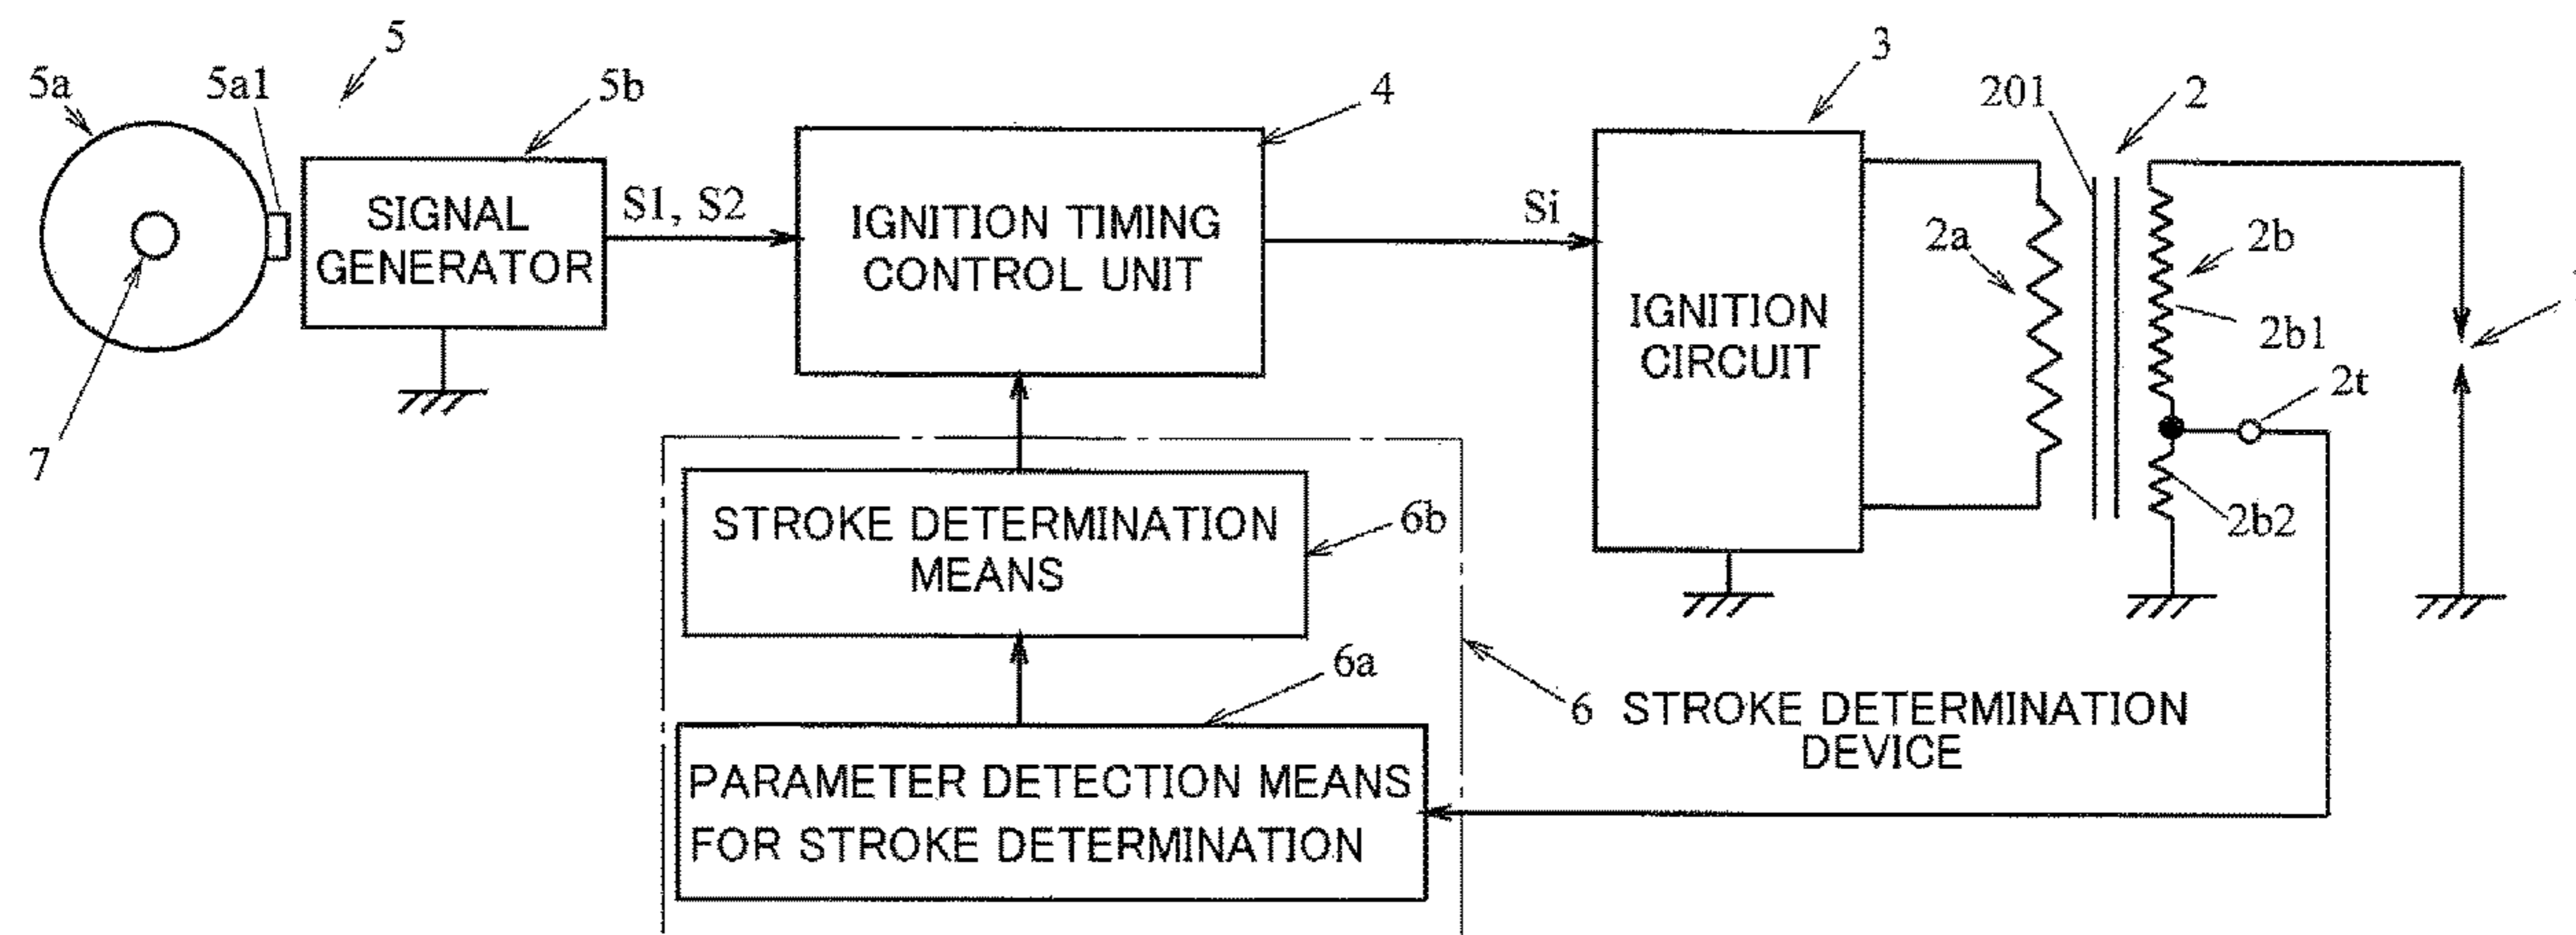 5
5a
5a1
5b
4
3
201
2
SIGNAL
GENERATOR
S1, S2
IGNITION TIMING
CONTROL UNIT
Si
IGNITION
CIRCUIT
2a
2b
2b1
2t
2b2
7
STROKE DETERMINATION
MEANS
6b
6a
6 STROKE DETERMINATION
DEVICE
PARAMETER DETECTION MEANS
FOR STROKE DETERMINATION